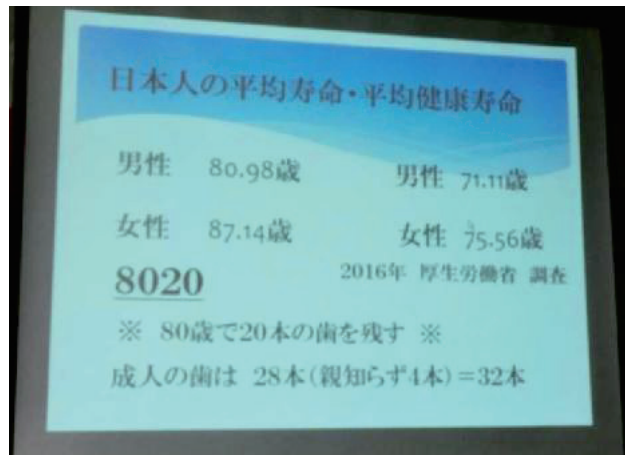 日本人の平均寿命・平均健康寿命
男性 80.98歳 男性 71.11歳
女性 87.14歳 女性 75.56歳
8020 2016年 厚生労働省 調査
※ 80歳で20本の歯を残す ※
成人の歯は 28本(親知らず4本)=32本